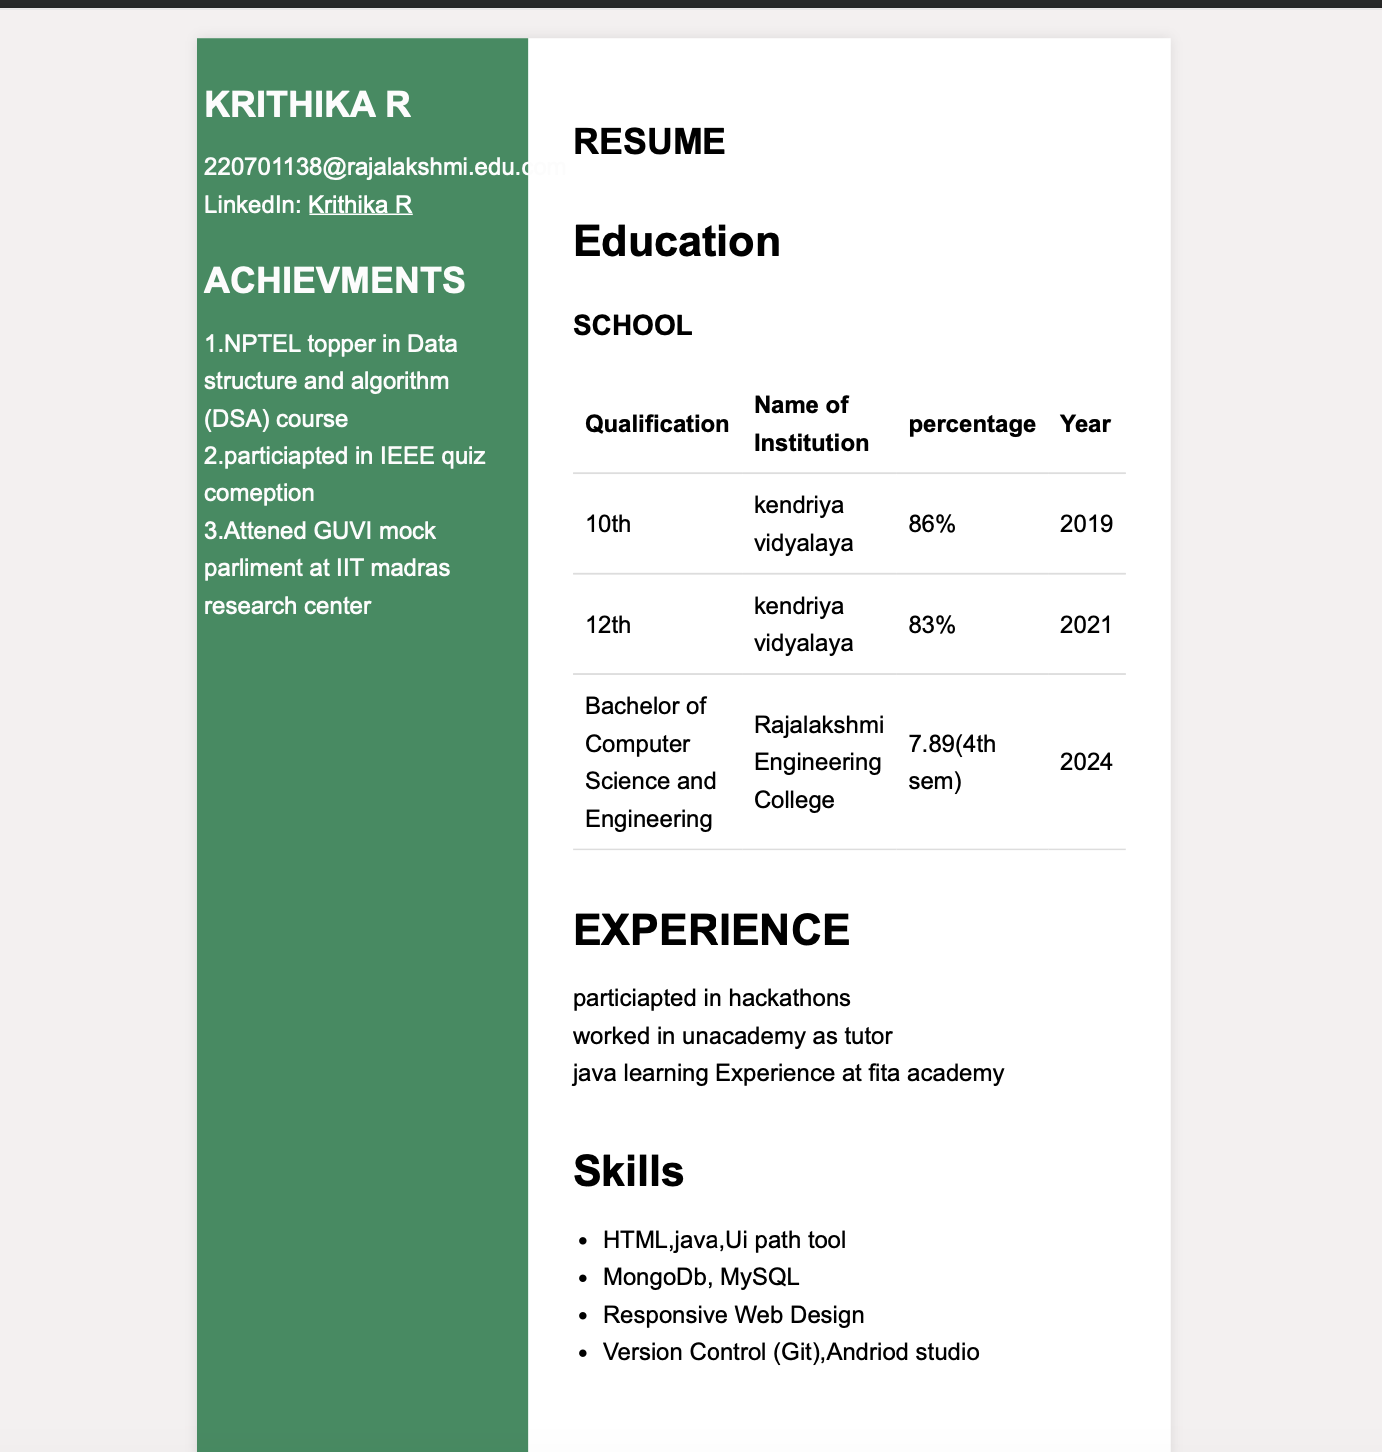 KRITHIKA R
220701138@rajalakshmi.edu.com
LinkedIn: Krithika R
ACHIEVMENTS
1.NPTEL topper in Data
structure and algorithm
(DSA) course
2.particiapted in IEEE quiz
comeption
3.Attened GUVI mock
parliment at IIT madras
research center
RESUME
Education
SCHOOL
Qualification Name of Institution percentage Year
10th kendriya vidyalaya 86% 2019
12th kendriya vidyalaya 83% 2021
Bachelor of Computer Science and Engineering Rajalakshmi Engineering College 7.89(4th sem) 2024
EXPERIENCE
particiapted in hackathons
worked in unacademy as tutor
java learning Experience at fita academy
Skills
• HTML,java,Ui path tool
• MongoDb, MySQL
• Responsive Web Design
• Version Control (Git),Andriod studio